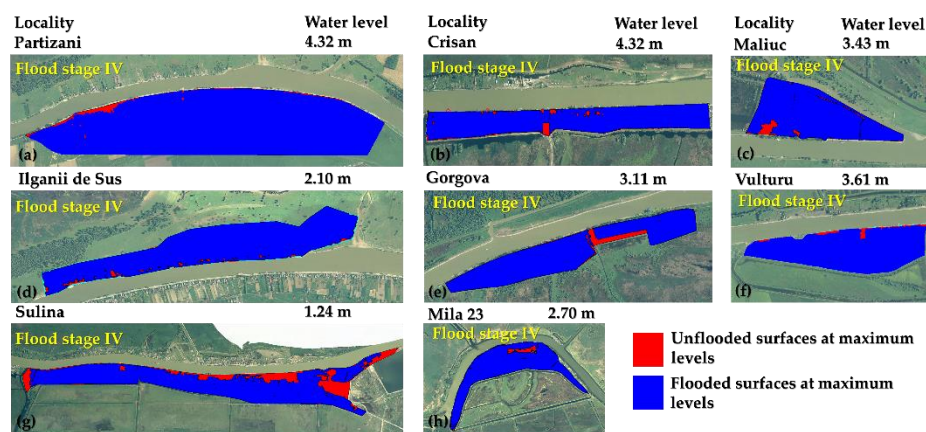 Locality Water level
Partizani 4.32 m
Flood stage IV
(a)
Locality Water level
Crisan 4.32 m
Flood stage IV
(b)
Locality Water level
Maliuc 3.43 m
Flood stage IV
(c)
Ilganii de Sus 2.10 m
Flood stage IV
(d)
Gorgova 3.11 m
Flood stage IV
(e)
Vulturu 3.61 m
Flood stage IV
(f)
Sulina 1.24 m
Flood stage IV
(g)
Mila 23 2.70 m
Flood stage IV
(h)
Unflooded surfaces at maximum
levels
Flooded surfaces at maximum
levels